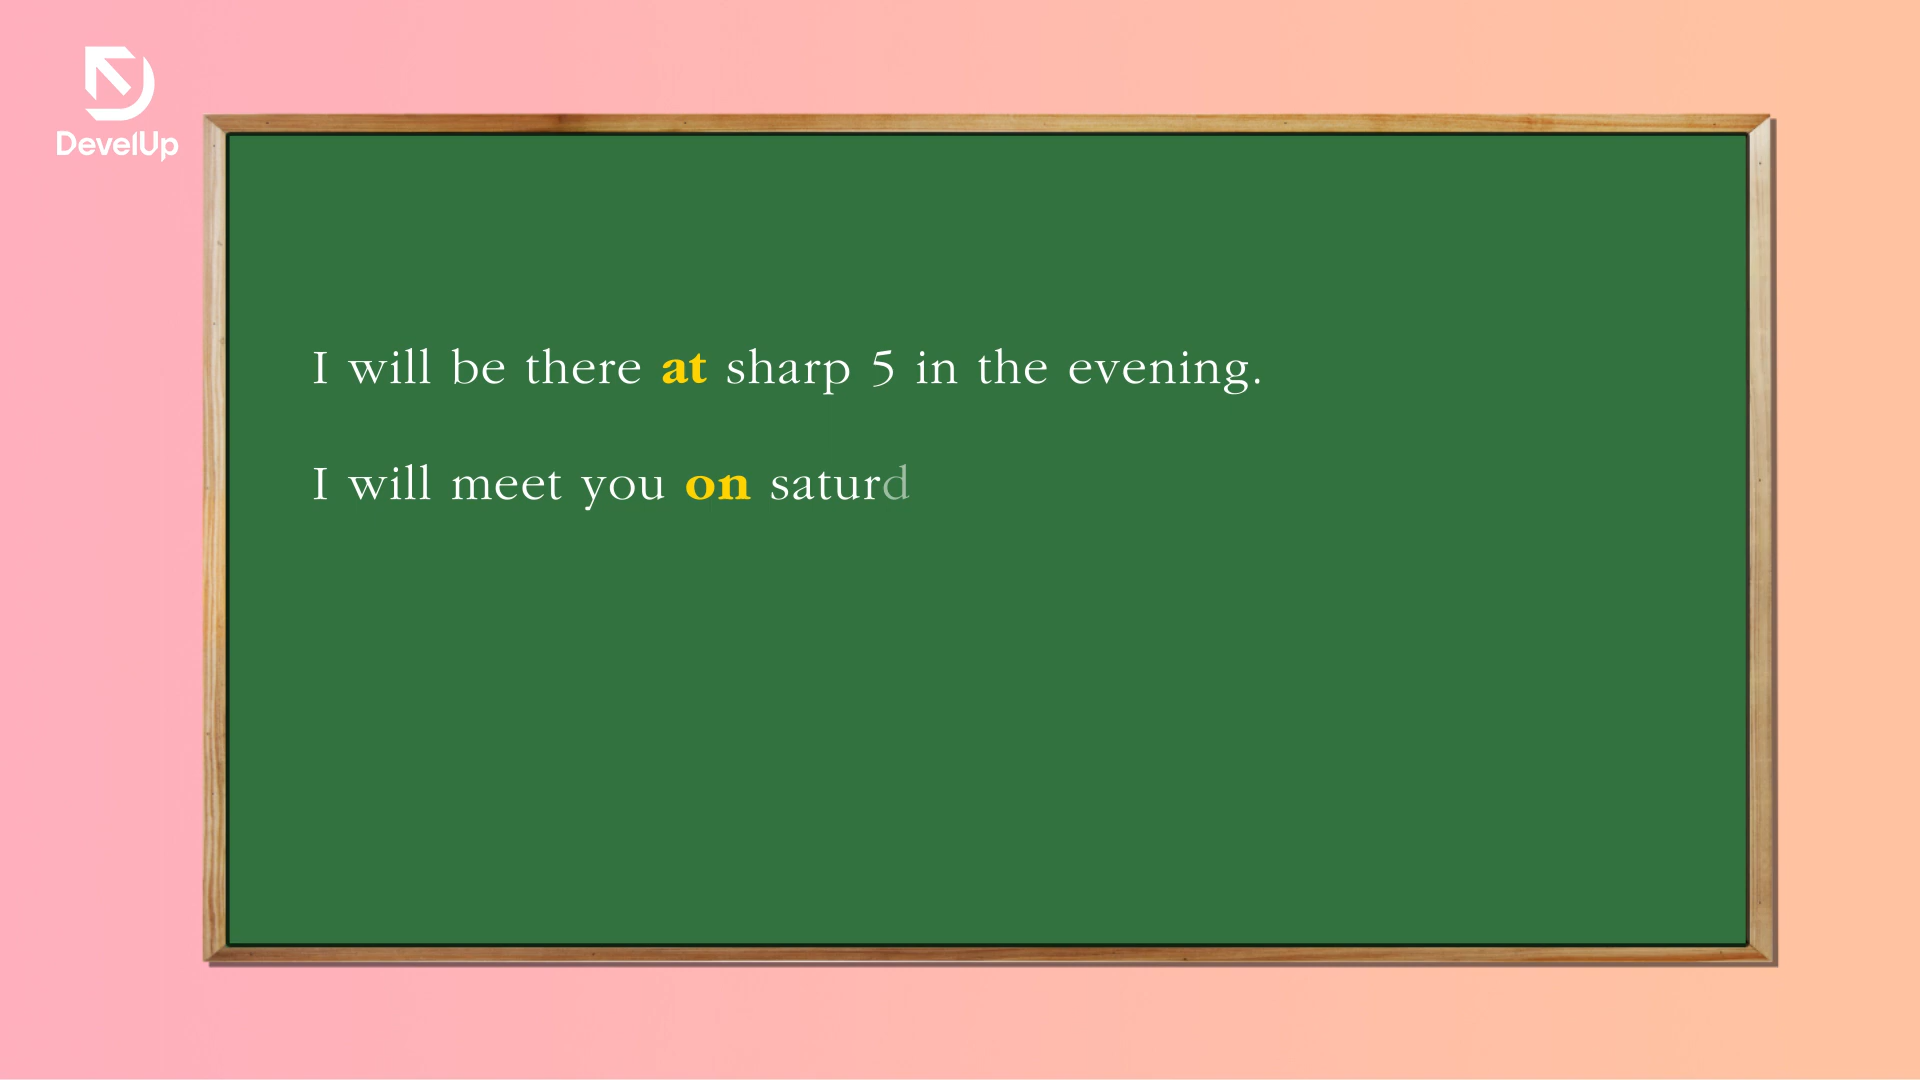 DevelUp
I will be there at sharp 5 in the evening.
I will meet you on saturd